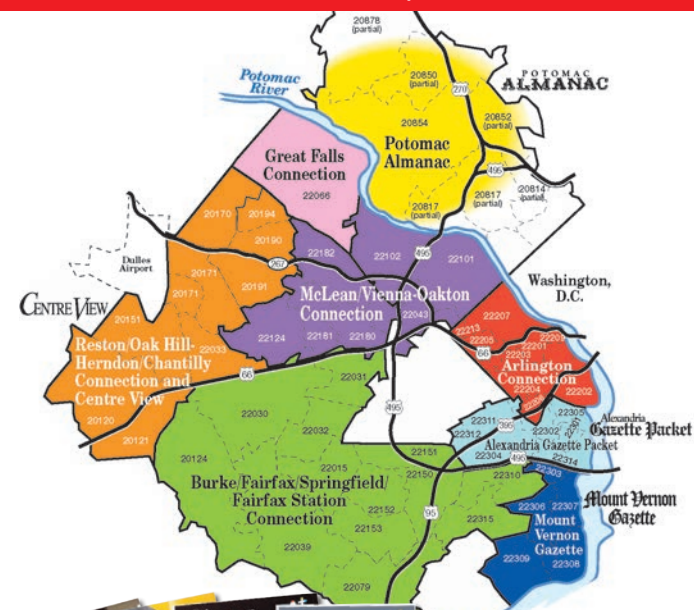 20878
(partial)
Potomac
River
20850
(partial)
270
POTOMAC
ALMANAC
20852
(partial)
20854
Potomac
Almanac
Great Falls
Connection
495
20814
(partial)
20817
(partial)
22066
20817
(partial)
20170
20194
20190
22182
22102
495
22101
Dulles
Airport
267
20171
20191
20171
Washington,
D.C.
CENTRE VIEW
McLean/Vienna-Oakton
Connection
20151
22043
22207
22213
22205
22209
22201
22203
Reston/Oak Hill-
Herndon/Chantilly
Connection and
Centre View
22033
22124
22181
22180
66
Arlington
Connection
22204
22202
22206
66
22031
495
20120
20121
22030
22032
22311
395
22305
22301
22302
22312
Alexandria
Gazette Packet
Alexandria Gazette Packet
22304
22314
495
20124
22015
22151
22150
22310
22303
Burke/Fairfax/Springfield/
Fairfax Station
Connection
22152
22153
95
22315
22306
22307
Mount Vernon
Gazette
Mount
Vernon
Gazette
22039
22309
22308
22079